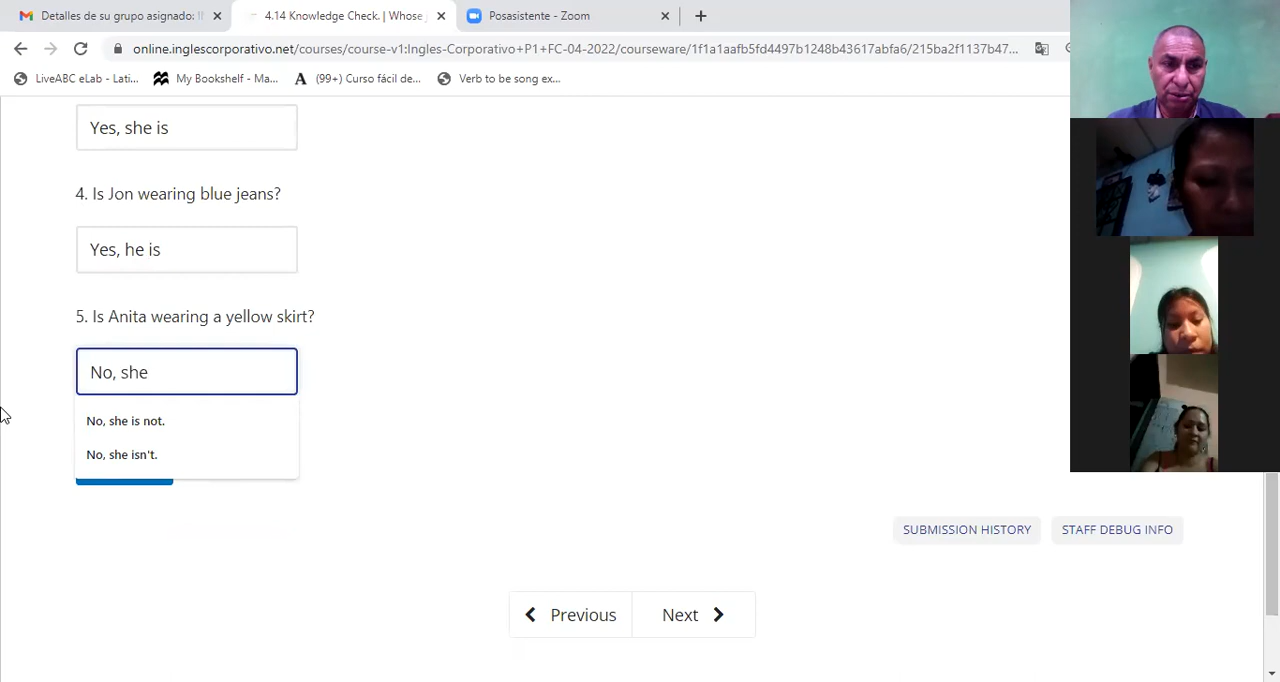 Detalles de su grupo asignado: I
4.14 Knowledge Check. | Whose
Posasistente - Zoom
online.inglescorporativo.net/courses/course-v1:Ingles-Corporativo+P1+FC-04-2022/courseware/1f1a1aafb5fd4497b1248b43617abfa6/215ba2f1137b47...
LiveABC eLab - Lati...
My Bookshelf - Ma...
A (99+) Curso fácil de...
Verb to be song ex...
Yes, she is
4. Is Jon wearing blue jeans?
Yes, he is
5. Is Anita wearing a yellow skirt?
No, she
No, she is not.
No, she isn't.
SUBMISSION HISTORY
STAFF DEBUG INFO
Previous
Next